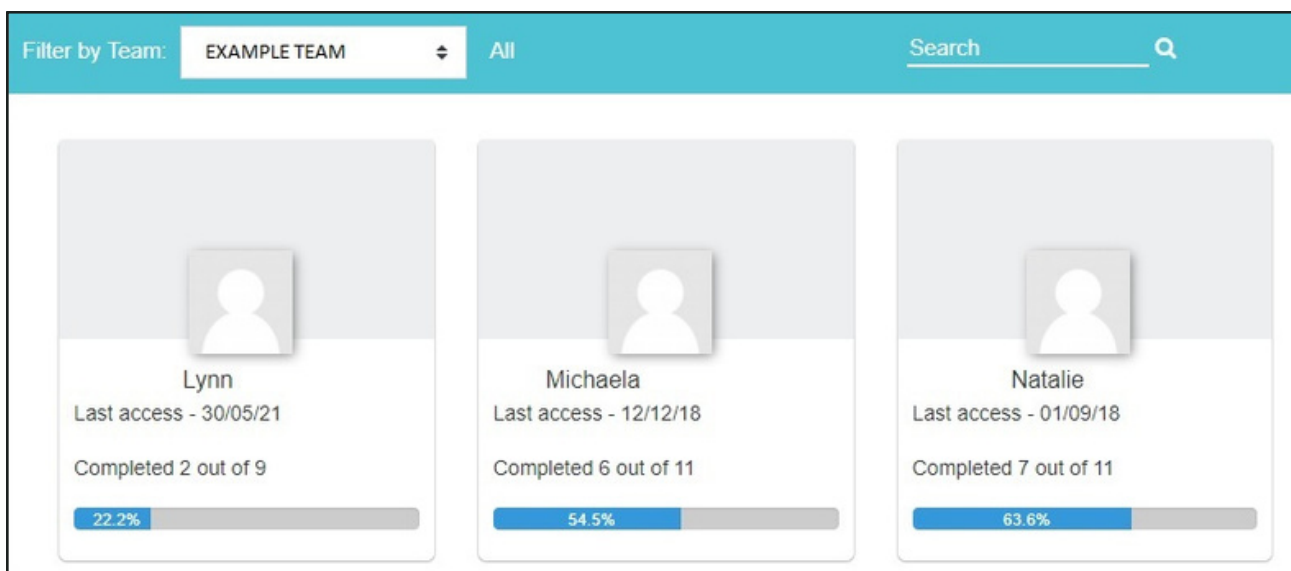 Filter by Team: EXAMPLE TEAM All Search
Lynn
Last access - 30/05/21
Completed 2 out of 9
22.2%
Michaela
Last access - 12/12/18
Completed 6 out of 11
54.5%
Natalie
Last access - 01/09/18
Completed 7 out of 11
63.6%